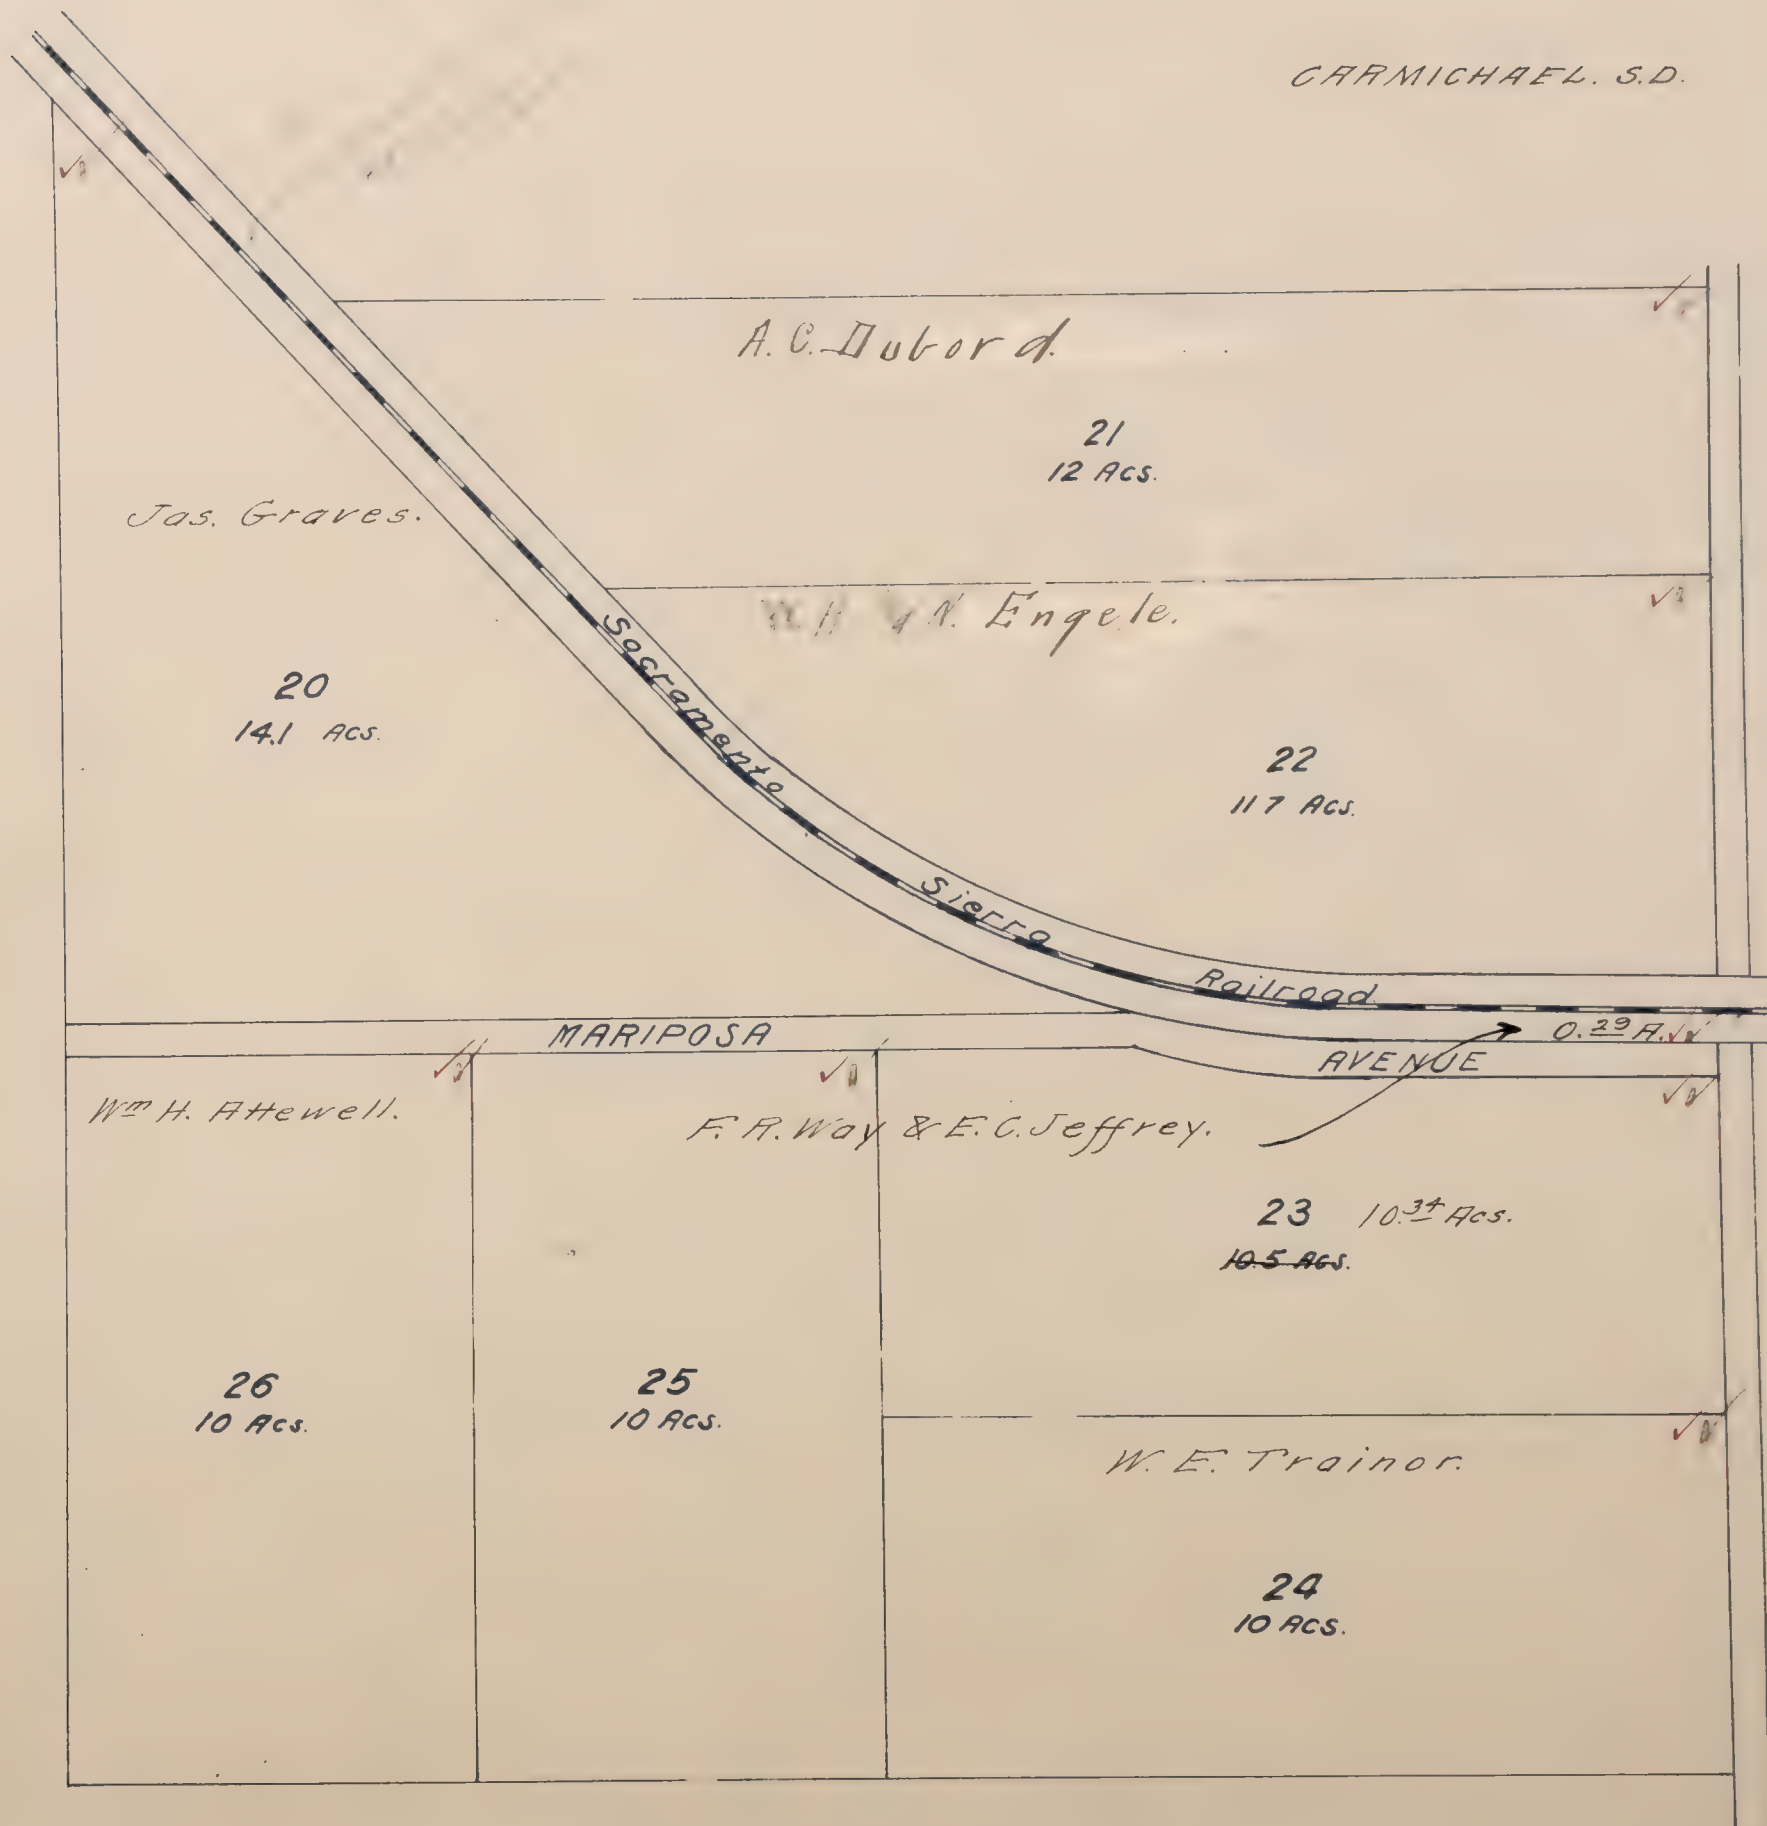 CARMICHAEL. S.D.
A. C. Dubord.
21
12 Acs.
Jas. Graves.
20
14.1 Acs.
N. Engele.
22
11 7 Acs.
Sacramento Sierra Railroad
0.29 A.
MARIPOSA AVENUE
Wm H. Attewell.
F. R. Way & E. C. Jeffrey.
23 10.34 Acs.
10.5 Acs.
26
10 Acs.
25
10 Acs.
W. E. Trainor.
24
10 Acs.